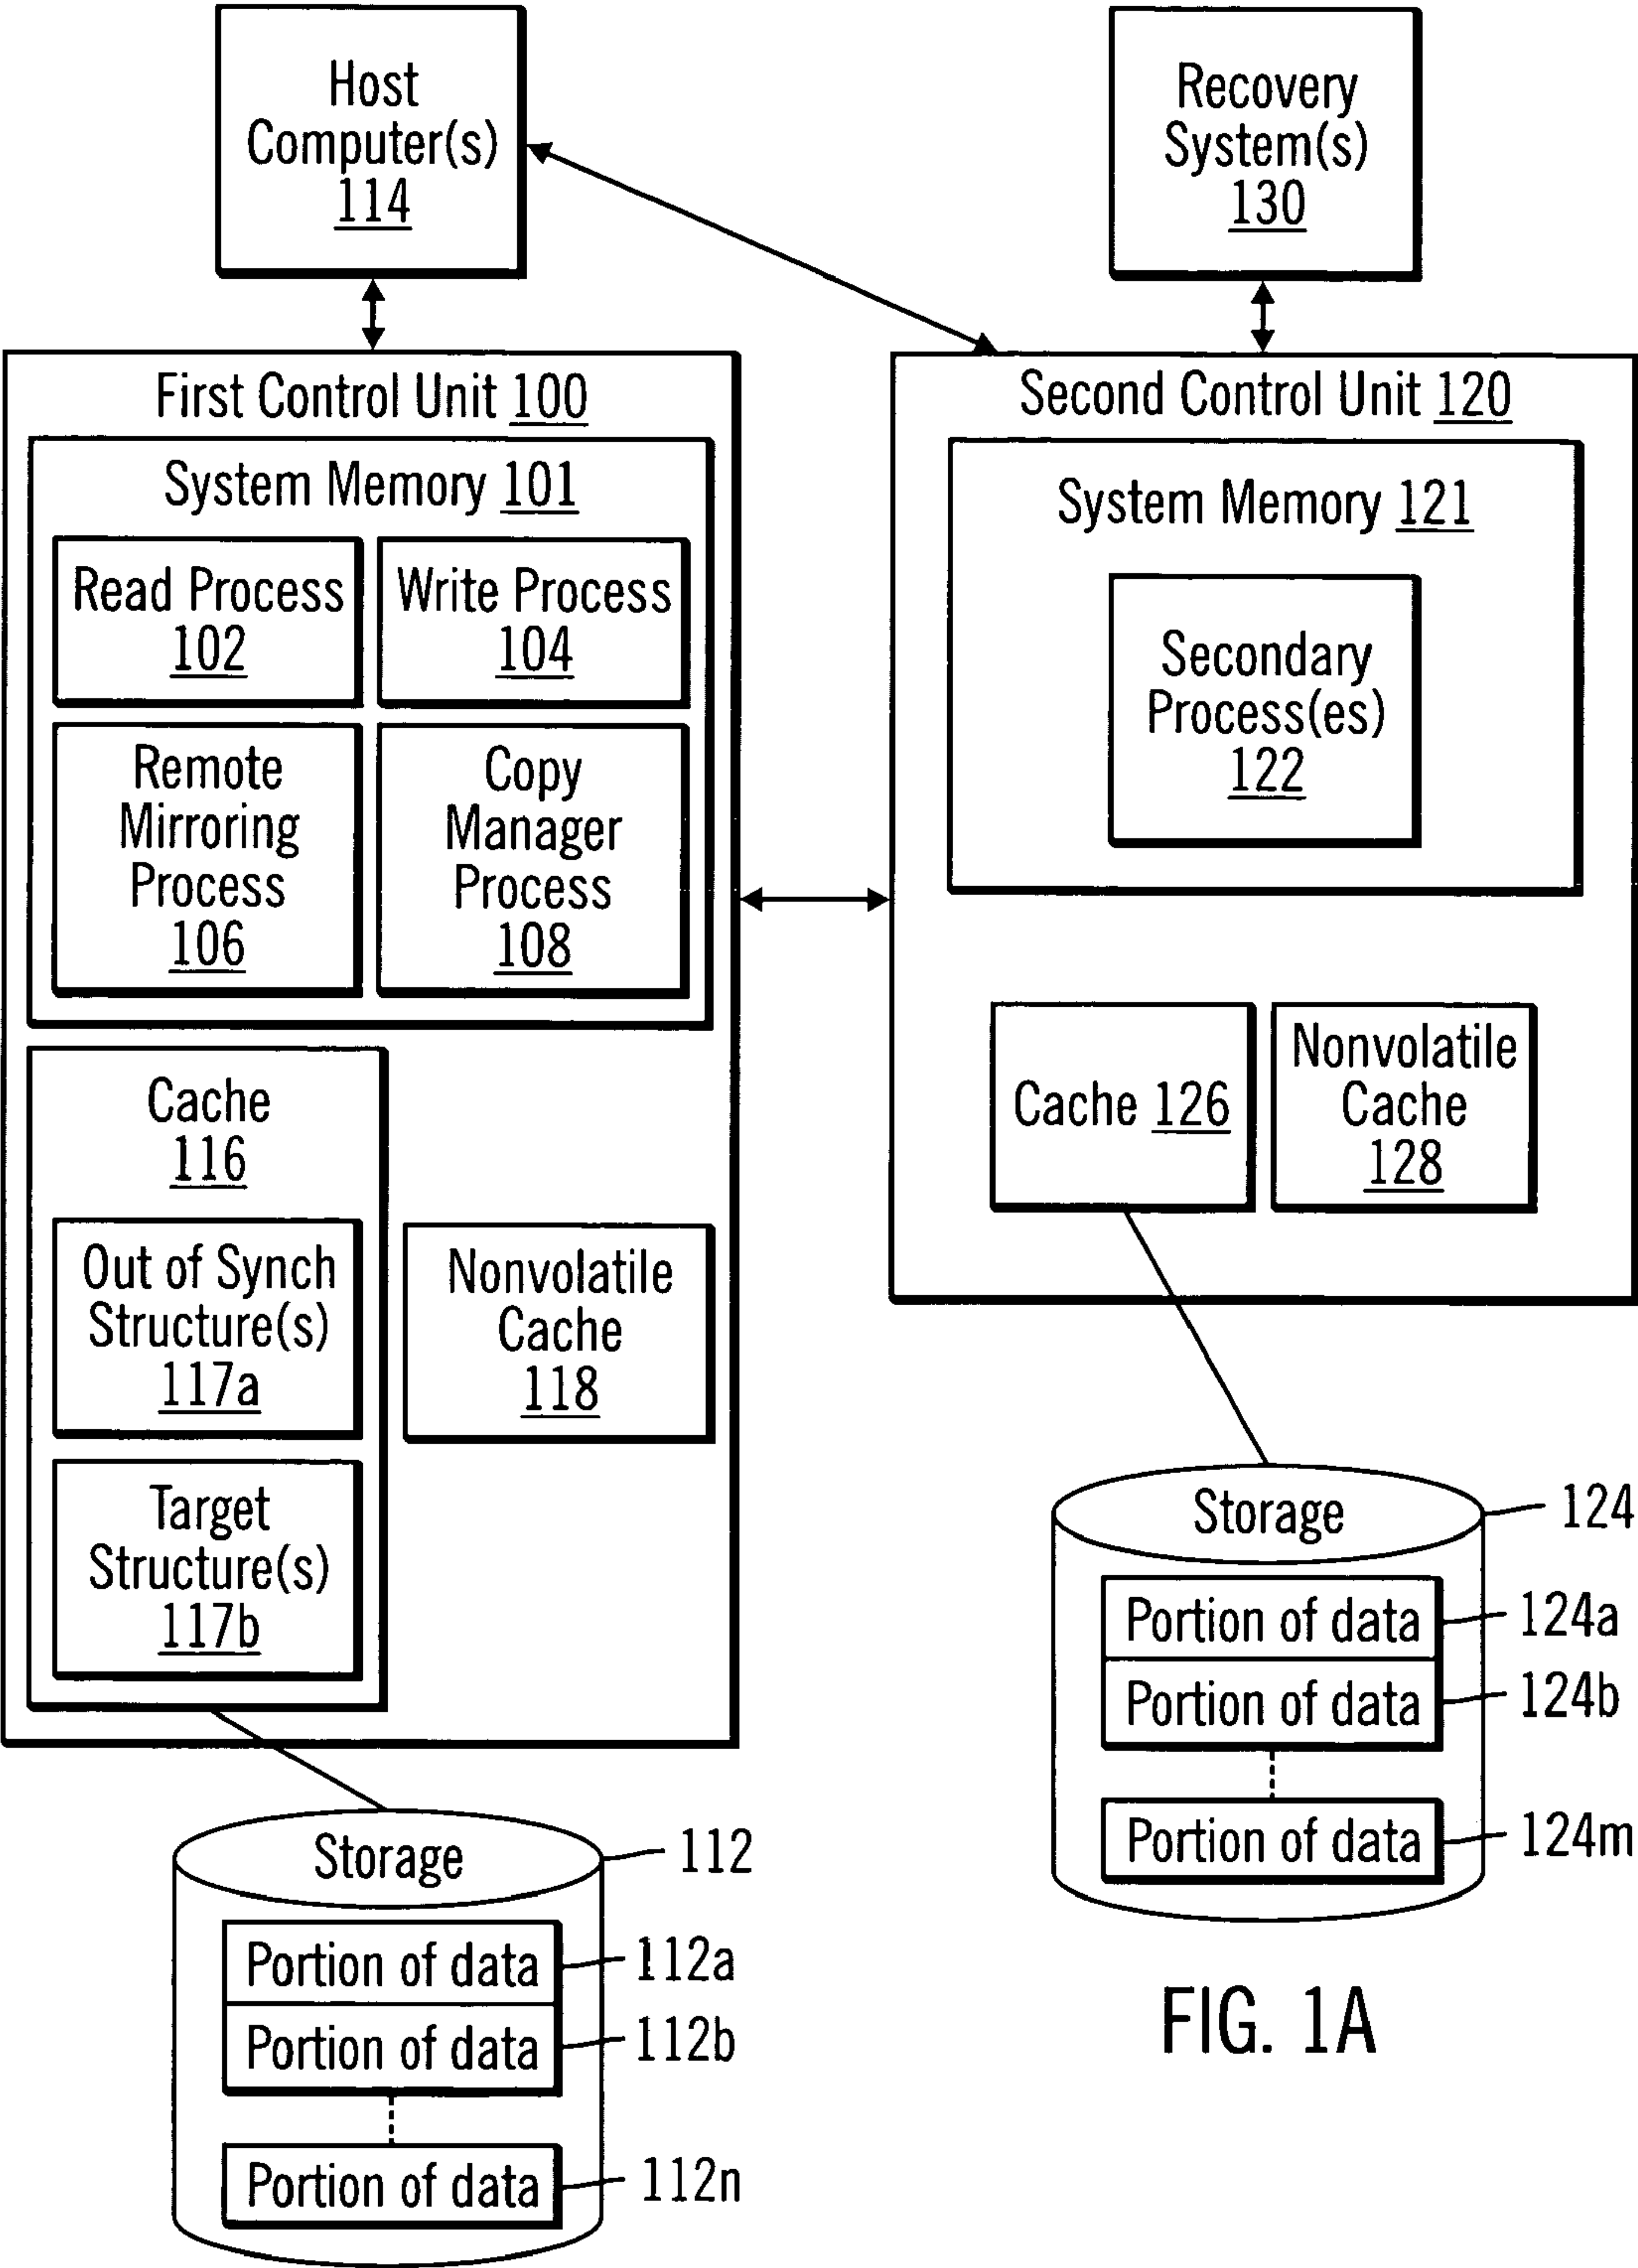 Host
Computer(s)
114
Recovery
System(s)
130
First Control Unit 100
System Memory 101
Read Process
102
Write Process
104
Remote
Mirroring
Process
106
Copy
Manager
Process
108
Cache
116
Out of Synch
Structure(s)
117a
Target
Structure(s)
117b
Nonvolatile
Cache
118
Storage
112
Portion of data
112a
Portion of data
112b
Portion of data
112n
Second Control Unit 120
System Memory 121
Secondary
Process(es)
122
Cache 126
Nonvolatile
Cache
128
Storage
124
Portion of data
124a
Portion of data
124b
Portion of data
124m
FIG. 1A